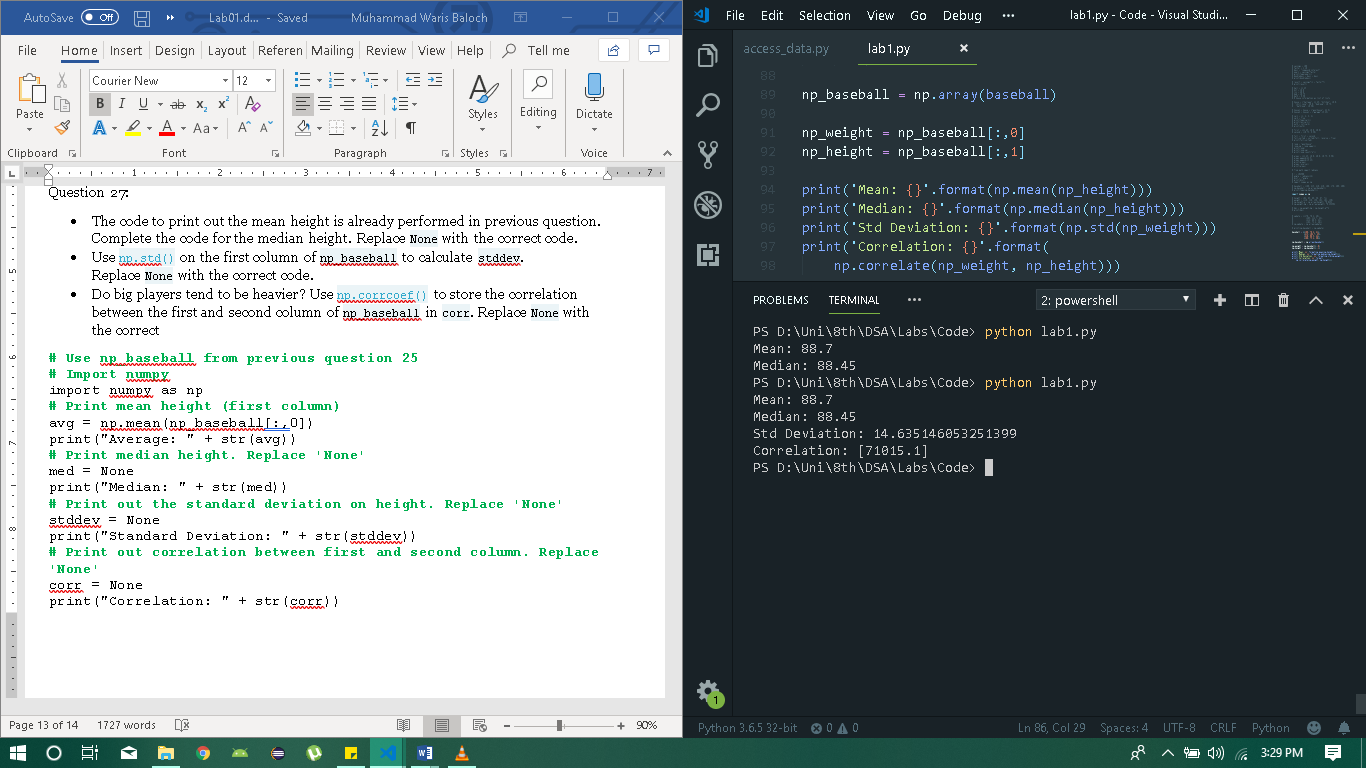 AutoSave Off Lab01.d... - Saved Muhammad Waris Baloch
File Home Insert Design Layout Referen Mailing Review View Help Tell me
Courier New 12
Paste
B I U ab x₂ x²
A A Aa A A
Styles
Editing
Dictate
Clipboard Font Paragraph Styles Voice
1 2 3 4 5 6 7
Question 27:
• The code to print out the mean height is already performed in previous question.
Complete the code for the median height. Replace None with the correct code.
• Use np.std() on the first column of np_baseball to calculate stddev.
Replace None with the correct code.
• Do big players tend to be heavier? Use np.corrcoef() to store the correlation
between the first and second column of np_baseball in corr. Replace None with
the correct
# Use np_baseball from previous question 25
# Import numpy
import numpy as np
# Print mean height (first column)
avg = np.mean(np_baseball[:,0])
print("Average: " + str(avg))
# Print median height. Replace 'None'
med = None
print("Median: " + str(med))
# Print out the standard deviation on height. Replace 'None'
stddev = None
print("Standard Deviation: " + str(stddev))
# Print out correlation between first and second column. Replace
'None'
corr = None
print("Correlation: " + str(corr))
5
6
7
8
Page 13 of 14 1727 words 90%
File Edit Selection View Go Debug ··· lab1.py - Code - Visual Studi...
access_data.py lab1.py
88
89 np_baseball = np.array(baseball)
90
91 np_weight = np_baseball[:,0]
92 np_height = np_baseball[:,1]
93
94 print('Mean: {}'.format(np.mean(np_height)))
95 print('Median: {}'.format(np.median(np_height)))
96 print('Std Deviation: {}'.format(np.std(np_weight)))
97 print('Correlation: {}'.format(
98 np.correlate(np_weight, np_height)))
PROBLEMS TERMINAL ··· 2: powershell
PS D:\Uni\8th\DSA\Labs\Code> python lab1.py
Mean: 88.7
Median: 88.45
PS D:\Uni\8th\DSA\Labs\Code> python lab1.py
Mean: 88.7
Median: 88.45
Std Deviation: 14.635146053251399
Correlation: [71015.1]
PS D:\Uni\8th\DSA\Labs\Code>
1
Python 3.6.5 32-bit 0 0 Ln 86, Col 29 Spaces: 4 UTF-8 CRLF Python
3:29 PM